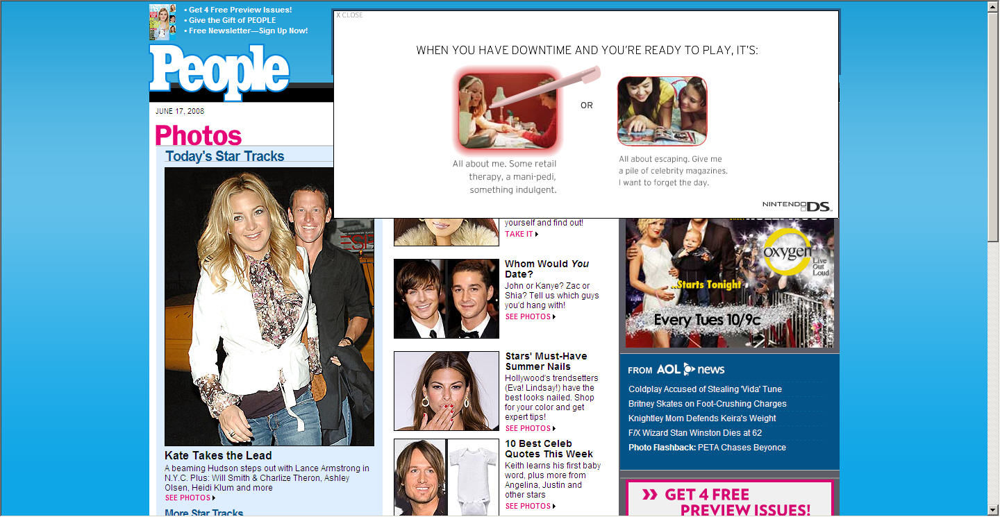 • Get 4 Free Preview Issues!
• Give the Gift of PEOPLE
• Free Newsletter—Sign Up Now!
People
JUNE 17, 2008
Photos
X CLOSE
WHEN YOU HAVE DOWNTIME AND YOU'RE READY TO PLAY, IT'S:
OR
All about me. Some retail
therapy, a mani-pedi,
something indulgent.
All about escaping. Give me
a pile of celebrity magazines.
I want to forget the day.
NINTENDO DS
Today's Star Tracks
Kate Takes the Lead
A beaming Hudson steps out with Lance Armstrong in
N.Y.C. Plus: Will Smith & Charlize Theron, Ashley
Olsen, Heidi Klum and more
SEE PHOTOS
More Star Tracks
yourself and find out!
TAKE IT
Whom Would You
Date?
John or Kanye? Zac or
Shia? Tell us which guys
you'd hang with!
SEE PHOTOS
Stars' Must-Have
Summer Nails
Hollywood's trendsetters
(Eva! Lindsay!) have the
best looks nailed. Shop
for your color and get
expert tips!
SEE PHOTOS
10 Best Celeb
Quotes This Week
Keith learns his first baby
word, plus more from
Angelina, Justin and
other stars
SEE PHOTOS
oxygen
Live
Out
Loud
..Starts Tonight
Every Tues 10/9c
FROM AOL news
Coldplay Accused of Stealing 'Vida' Tune
Britney Skates on Foot-Crushing Charges
Knightley Mom Defends Keira's Weight
F/X Wizard Stan Winston Dies at 62
Photo Flashback: PETA Chases Beyonce
GET 4 FREE
PREVIEW ISSUES!